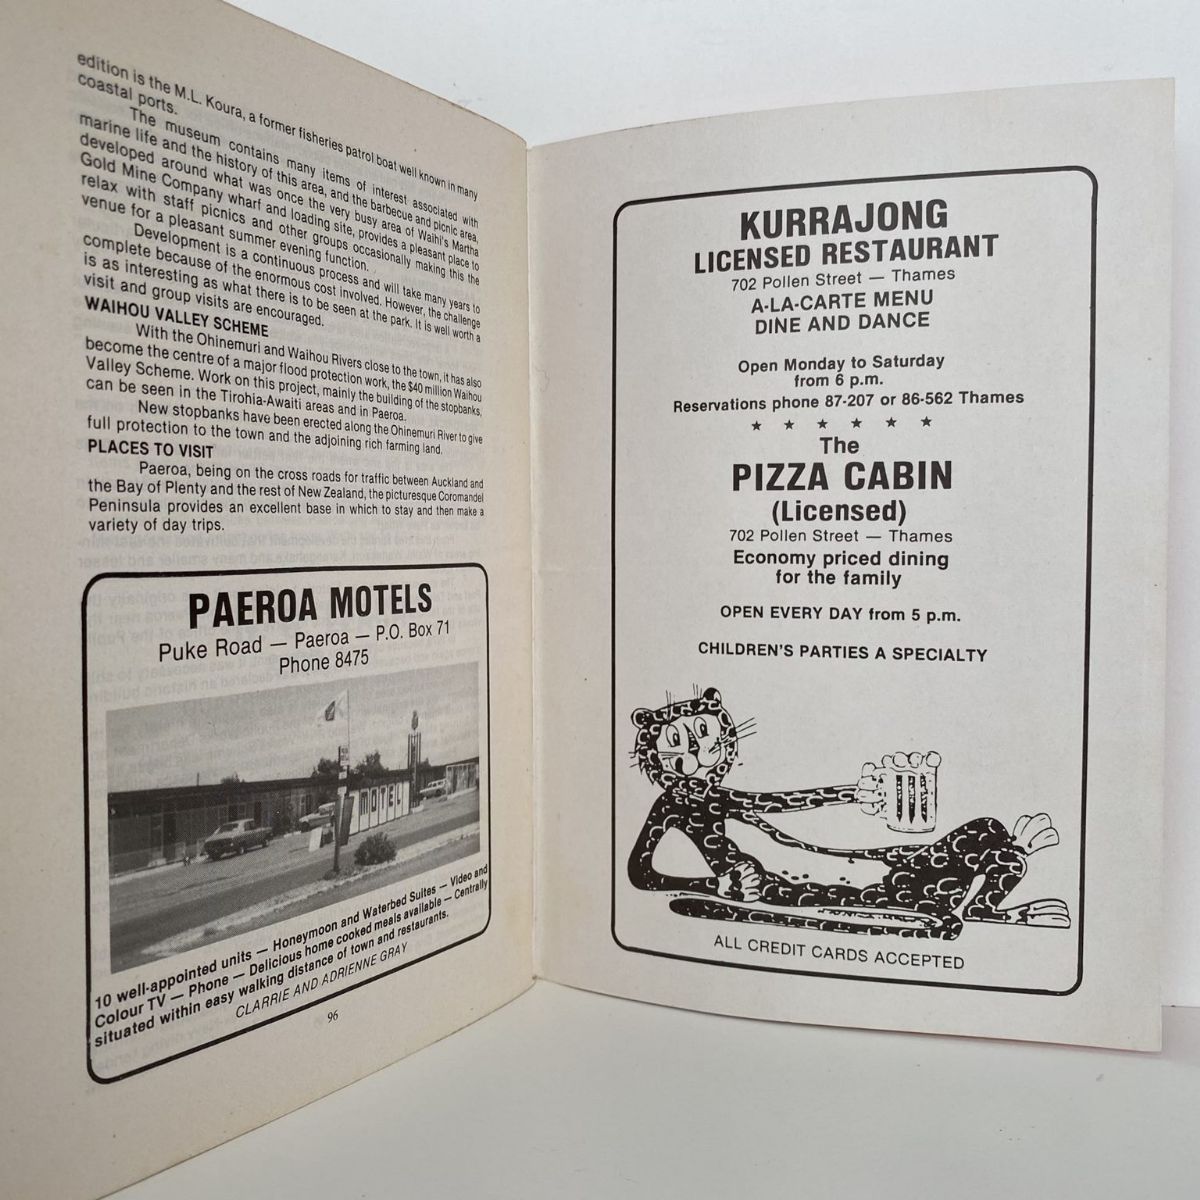 edition is the M.L. Koura, a former fisheries patrol boat well known in many
coastal ports.
The museum contains many items of interest associated with
marine life and the history of this area, and the barbecue and picnic area,
developed around what was once the very busy area of Waihi's Martha
Gold Mine Company wharf and loading site, provides a pleasant place to
relax with staff picnics and other groups occasionally making this the
venue for a pleasant summer evening function.
Development is a continuous process and will take many years to
complete because of the enormous cost involved. However, the challenge
is as interesting as what there is to be seen at the park. It is well worth a
visit and group visits are encouraged.
WAIHOU VALLEY SCHEME
With the Ohinemuri and Waihou Rivers close to the town, it has also
become the centre of a major flood protection work, the $40 million Waihou
Valley Scheme. Work on this project, mainly the building of the stopbanks,
can be seen in the Tirohia-Awaiti areas and in Paeroa.
New stopbanks have been erected along the Ohinemuri River to give
full protection to the town and the adjoining rich farming land.
PLACES TO VISIT
Paeroa, being on the cross roads for traffic between Auckland and
the Bay of Plenty and the rest of New Zealand, the picturesque Coromandel
Peninsula provides an excellent base in which to stay and then make a
variety of day trips.
PAEROA MOTELS
Puke Road — Paeroa — P.O. Box 71
Phone 8475
MOTEL
10 well-appointed units — Honeymoon and Waterbed Suites — Video and
Colour TV — Phone — Delicious home cooked meals available — Centrally
situated within easy walking distance of town and restaurants.
CLARRIE AND ADRIENNE GRAY
96
KURRAJONG
LICENSED RESTAURANT
702 Pollen Street — Thames
A-LA-CARTE MENU
DINE AND DANCE
Open Monday to Saturday
from 6 p.m.
Reservations phone 87-207 or 86-562 Thames
★ ★ ★ ★ ★ ★
The
PIZZA CABIN
(Licensed)
702 Pollen Street — Thames
Economy priced dining
for the family
OPEN EVERY DAY from 5 p.m.
CHILDREN'S PARTIES A SPECIALTY
ALL CREDIT CARDS ACCEPTED